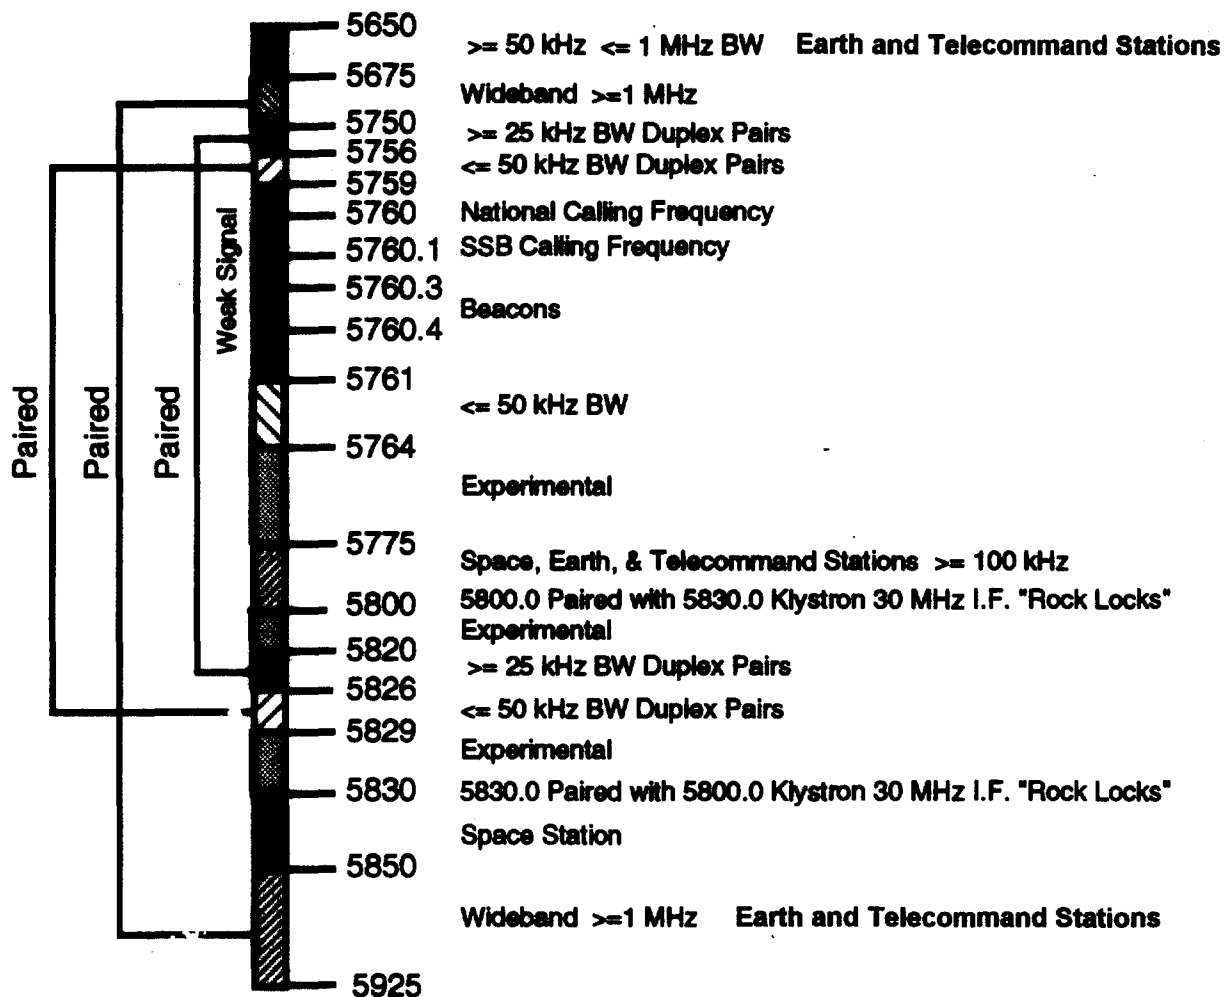 5650
>= 50 kHz <= 1 MHz BW Earth and Telecommand Stations
5675
Wideband >=1 MHz
5750
>= 25 kHz BW Duplex Pairs
5756
<= 50 kHz BW Duplex Pairs
5759
5760 National Calling Frequency
5760.1 SSB Calling Frequency
5760.3
Beacons
5760.4
5761
<= 50 kHz BW
5764
Experimental
5775
Space, Earth, & Telecommand Stations >= 100 kHz
5800 5800.0 Paired with 5830.0 Klystron 30 MHz I.F. "Rock Locks"
Experimental
5820
>= 25 kHz BW Duplex Pairs
5826
<= 50 kHz BW Duplex Pairs
5829
Experimental
5830 5830.0 Paired with 5800.0 Klystron 30 MHz I.F. "Rock Locks"
Space Station
5850
Wideband >=1 MHz Earth and Telecommand Stations
5925
Paired
Paired
Paired
Weak Signal